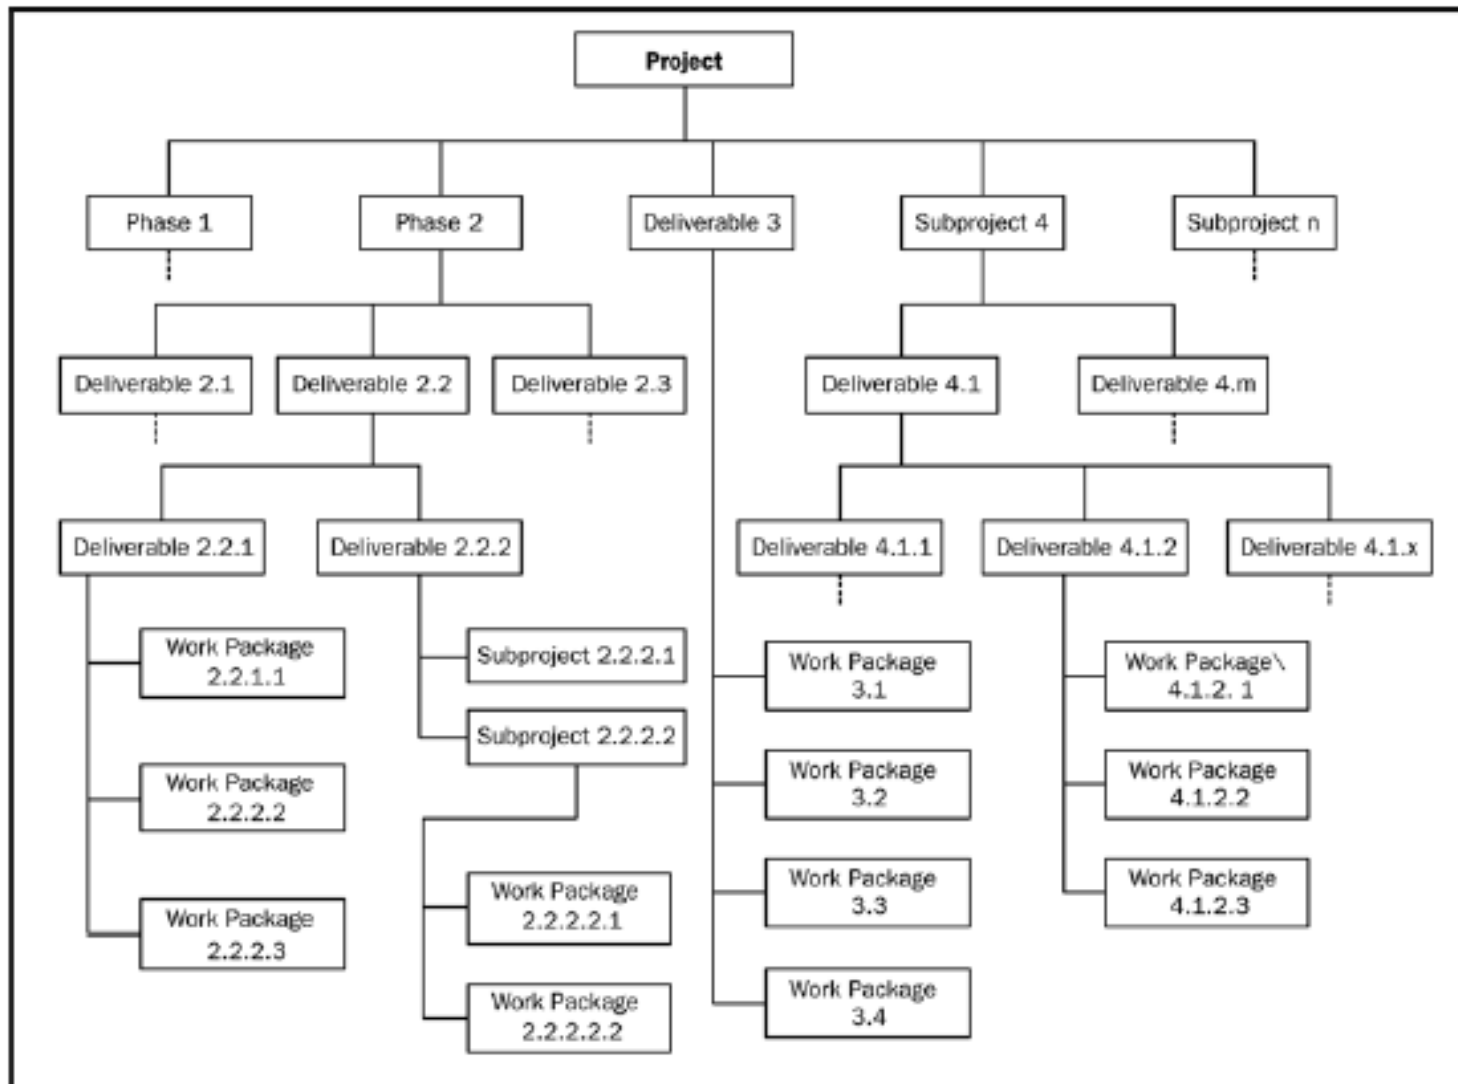 Project
Phase 1
Phase 2
Deliverable 3
Subproject 4
Subproject n
Deliverable 2.1
Deliverable 2.2
Deliverable 2.3
Deliverable 4.1
Deliverable 4.m
Deliverable 2.2.1
Deliverable 2.2.2
Deliverable 4.1.1
Deliverable 4.1.2
Deliverable 4.1.x
Work Package
2.2.1.1
Work Package
2.2.2.2
Work Package
2.2.2.3
Subproject 2.2.2.1
Subproject 2.2.2.2
Work Package
2.2.2.2.1
Work Package
2.2.2.2.2
Work Package
3.1
Work Package
3.2
Work Package
3.3
Work Package
3.4
Work Package\
4.1.2. 1
Work Package
4.1.2.2
Work Package
4.1.2.3